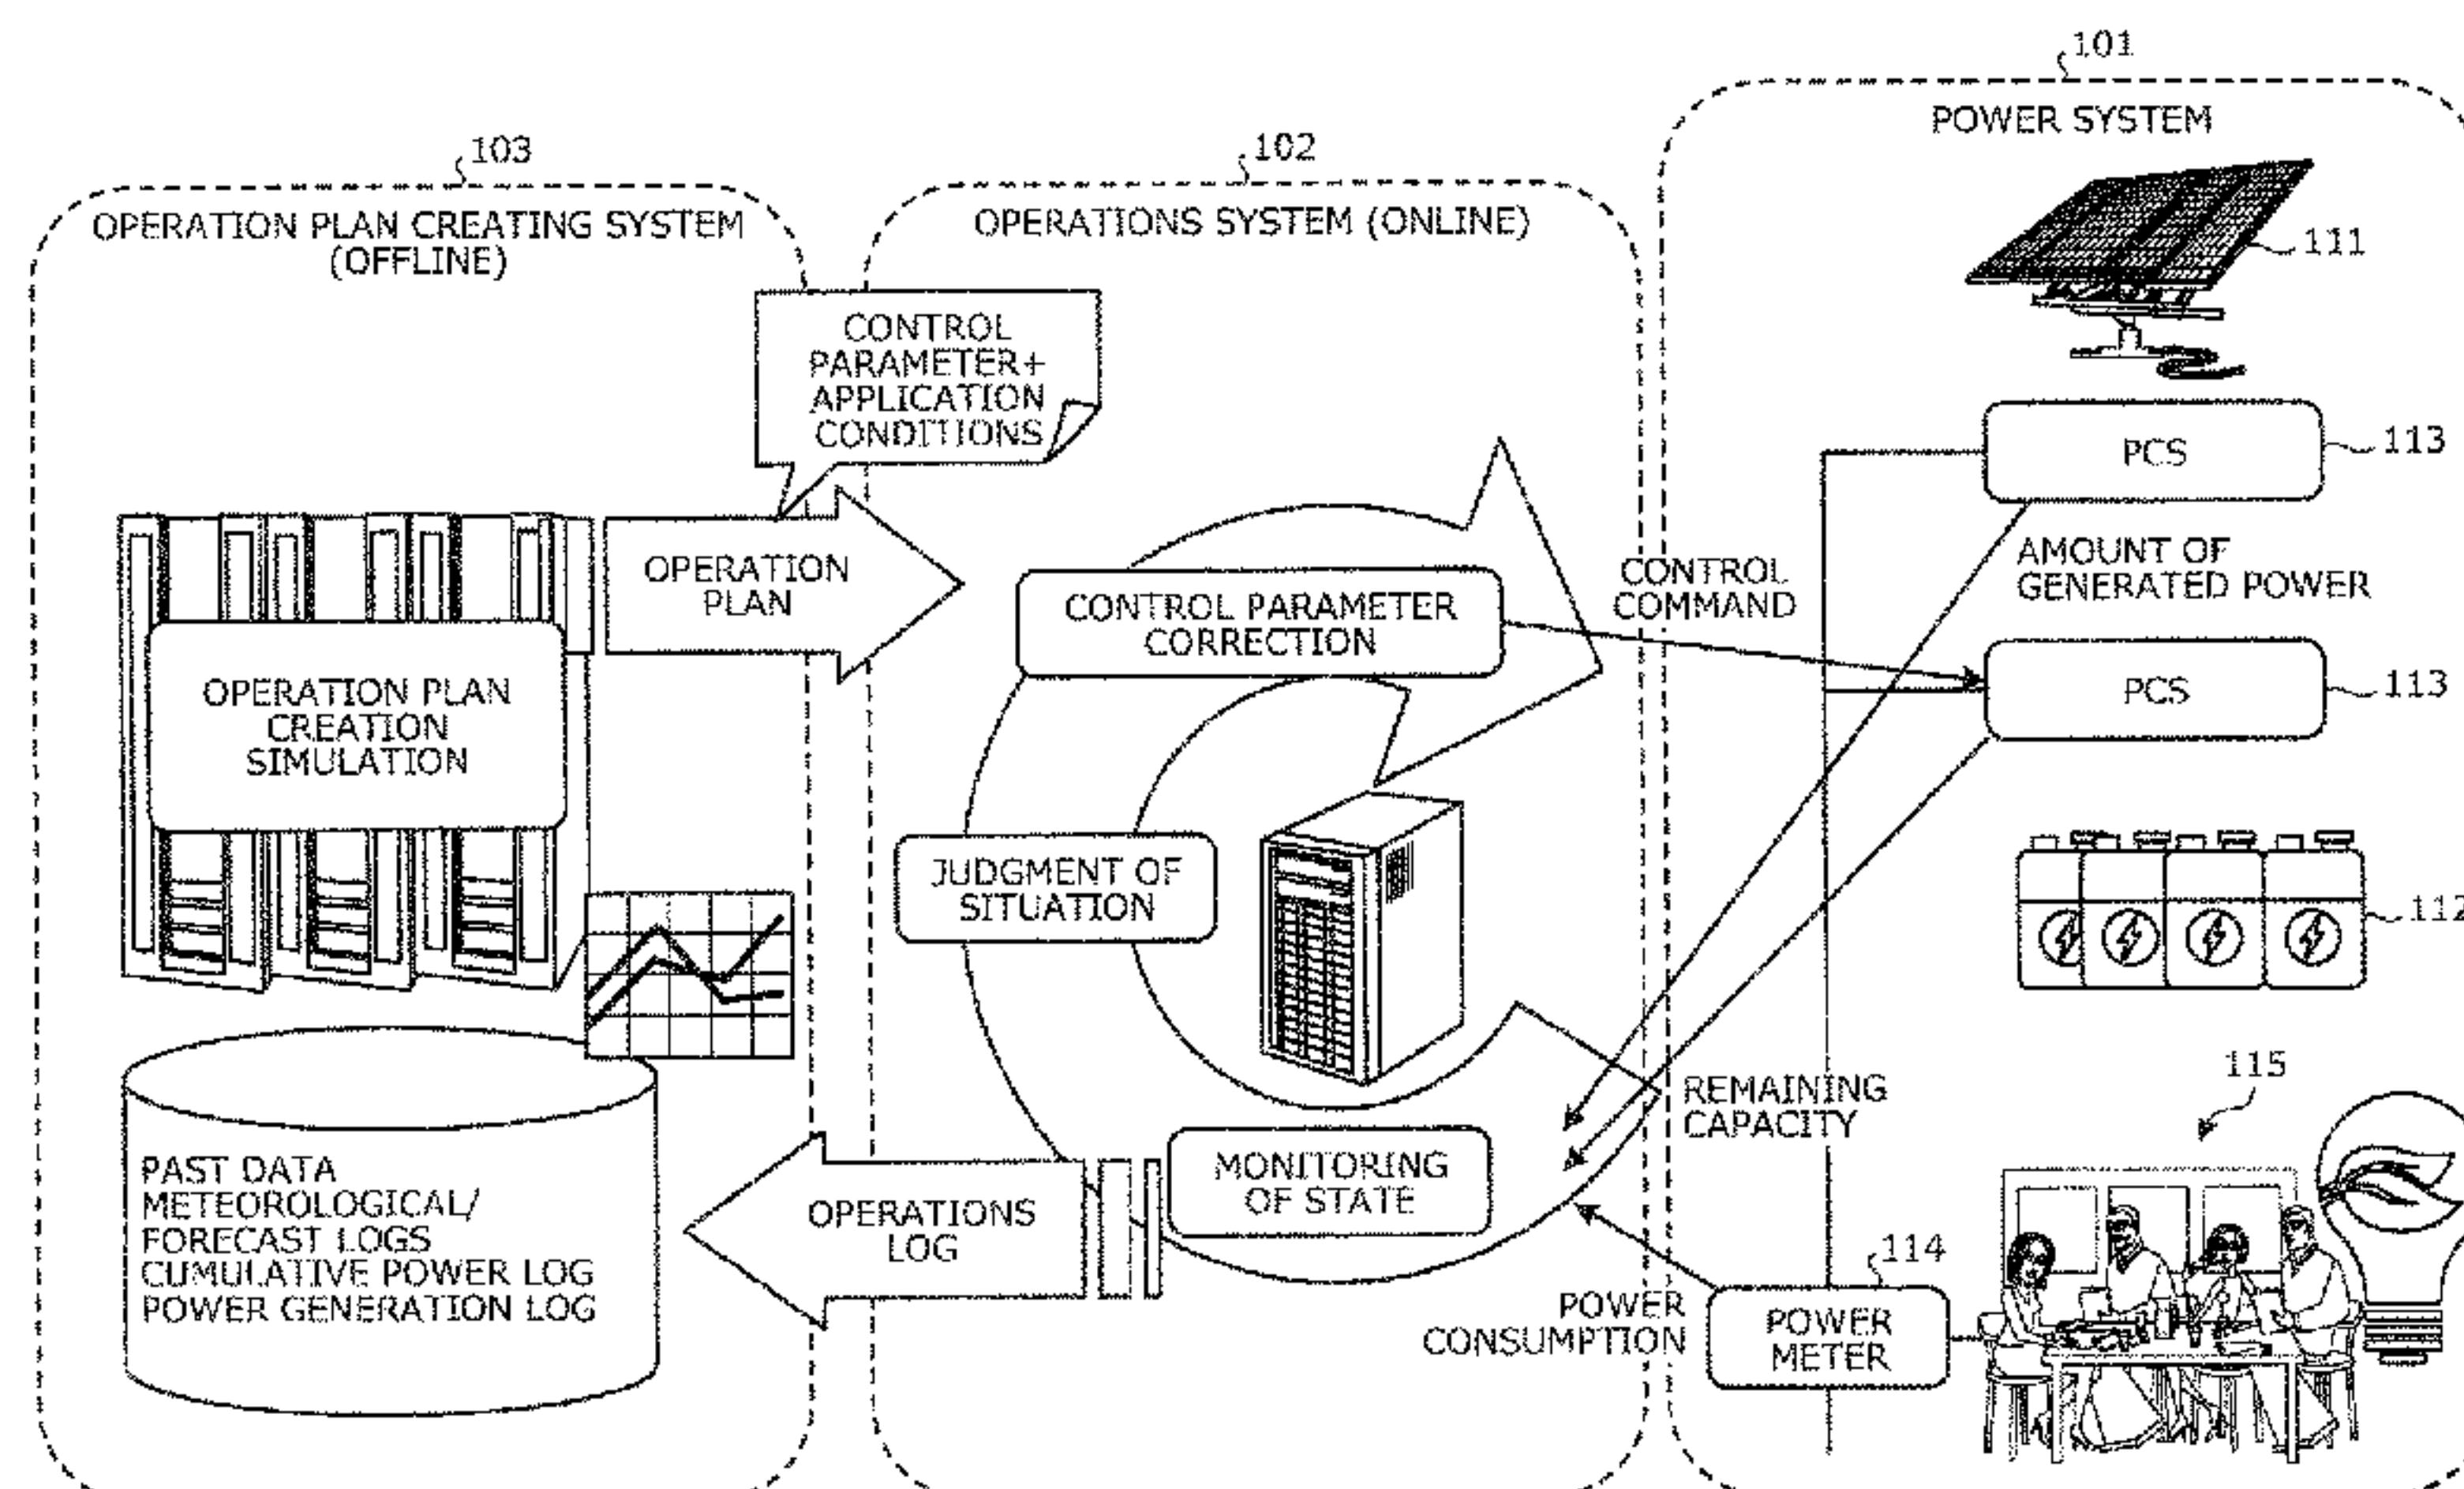 101
POWER SYSTEM
103
102
OPERATION PLAN CREATING SYSTEM
(OFFLINE)
OPERATIONS SYSTEM (ONLINE)
111
CONTROL
PARAMETER+
APPLICATION
CONDITIONS
PCS
113
OPERATION
PLAN
CONTROL
COMMAND
AMOUNT OF
GENERATED POWER
CONTROL PARAMETER
CORRECTION
PCS
113
OPERATION PLAN
CREATION
SIMULATION
JUDGMENT OF
SITUATION
112
REMAINING
CAPACITY
115
MONITORING
OF STATE
PAST DATA
METEOROLOGICAL/
FORECAST LOGS
CUMULATIVE POWER LOG
POWER GENERATION LOG
OPERATIONS
LOG
114
POWER
CONSUMPTION
POWER
METER